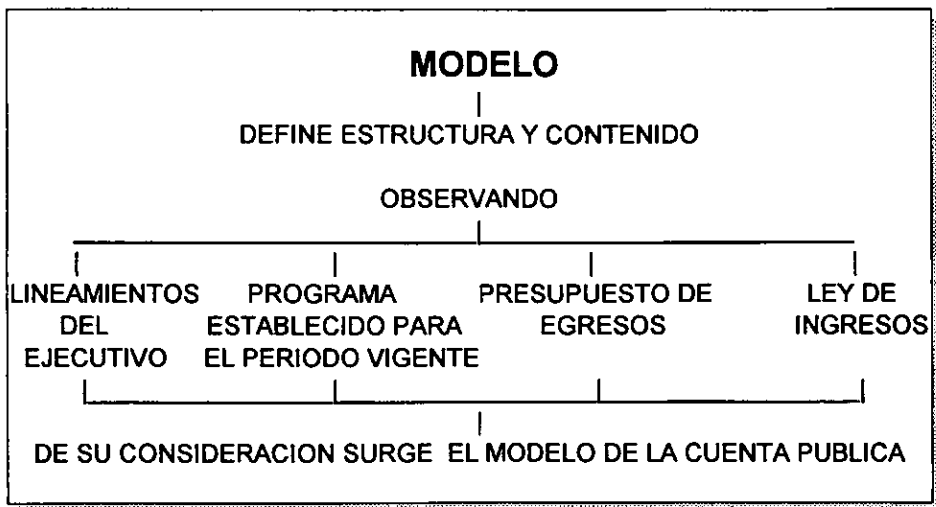 MODELO
DEFINE ESTRUCTURA Y CONTENIDO
OBSERVANDO
LINEAMIENTOS
DEL
EJECUTIVO
PROGRAMA
ESTABLECIDO PARA
EL PERIODO VIGENTE
PRESUPUESTO DE
EGRESOS
LEY DE
INGRESOS
DE SU CONSIDERACION SURGE EL MODELO DE LA CUENTA PUBLICA